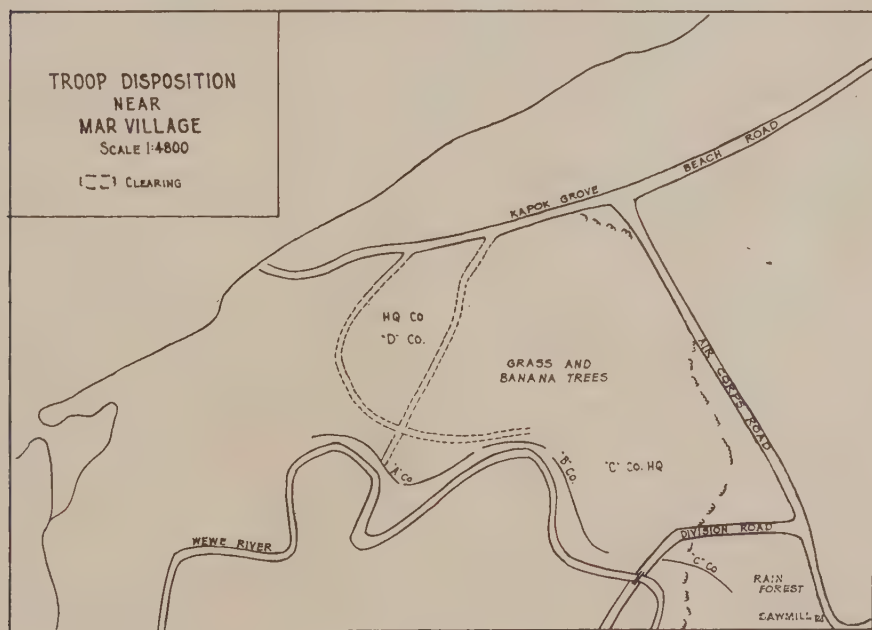 TROOP DISPOSITION
NEAR
MAR VILLAGE
SCALE 1:4800
CLEARING
BEACH ROAD
KAPOK GROVE
HQ CO
"D" CO.
GRASS AND
BANANA TREES
AIR CORPS ROAD
"A" CO
"B" CO.
"C" CO. HQ
WEWE RIVER
DIVISION ROAD
"C" CO
RAIN
FOREST
SAWMILL